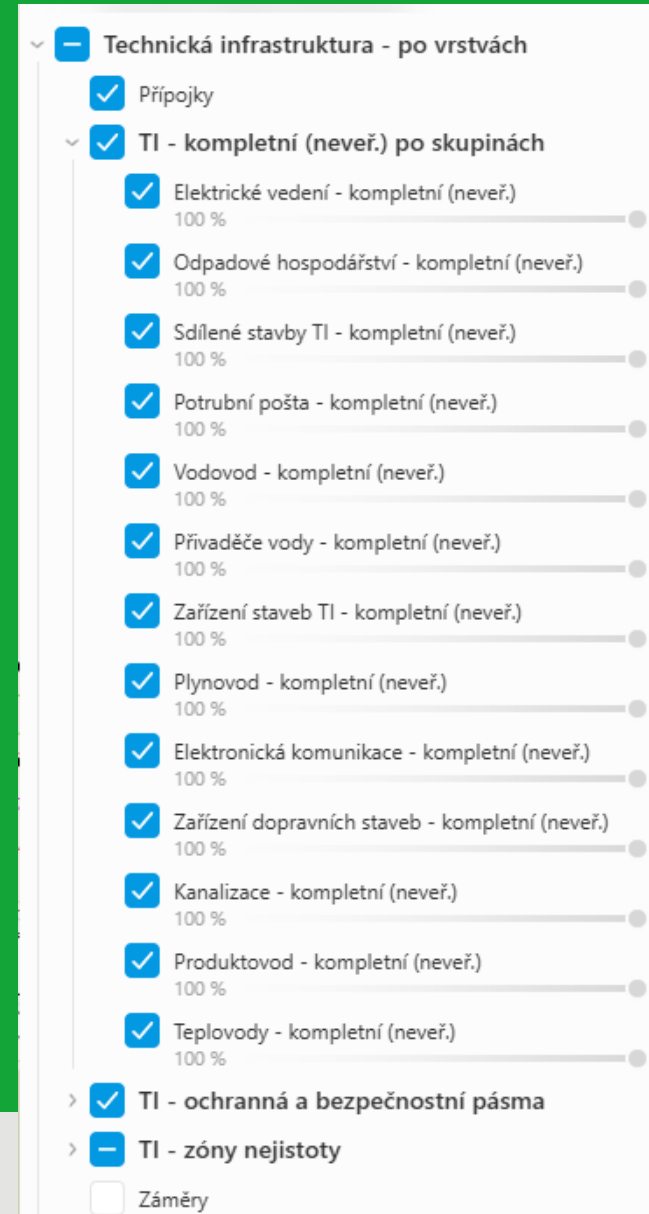 Technická infrastruktura - po vrstvách
Přípojky
TI - kompletní (neveř.) po skupinách
Elektrické vedení - kompletní (neveř.)
100 %
Odpadové hospodářství - kompletní (neveř.)
100 %
Sdílené stavby TI - kompletní (neveř.)
100 %
Potrubní pošta - kompletní (neveř.)
100 %
Vodovod - kompletní (neveř.)
100 %
Přivaděče vody - kompletní (neveř.)
100 %
Zařízení staveb TI - kompletní (neveř.)
100 %
Plynovod - kompletní (neveř.)
100 %
Elektronická komunikace - kompletní (neveř.)
100 %
Zařízení dopravních staveb - kompletní (neveř.)
100 %
Kanalizace - kompletní (neveř.)
100 %
Produktovod - kompletní (neveř.)
100 %
Teplovody - kompletní (neveř.)
100 %
TI - ochranná a bezpečnostní pásma
TI - zóny nejistoty
Záměry